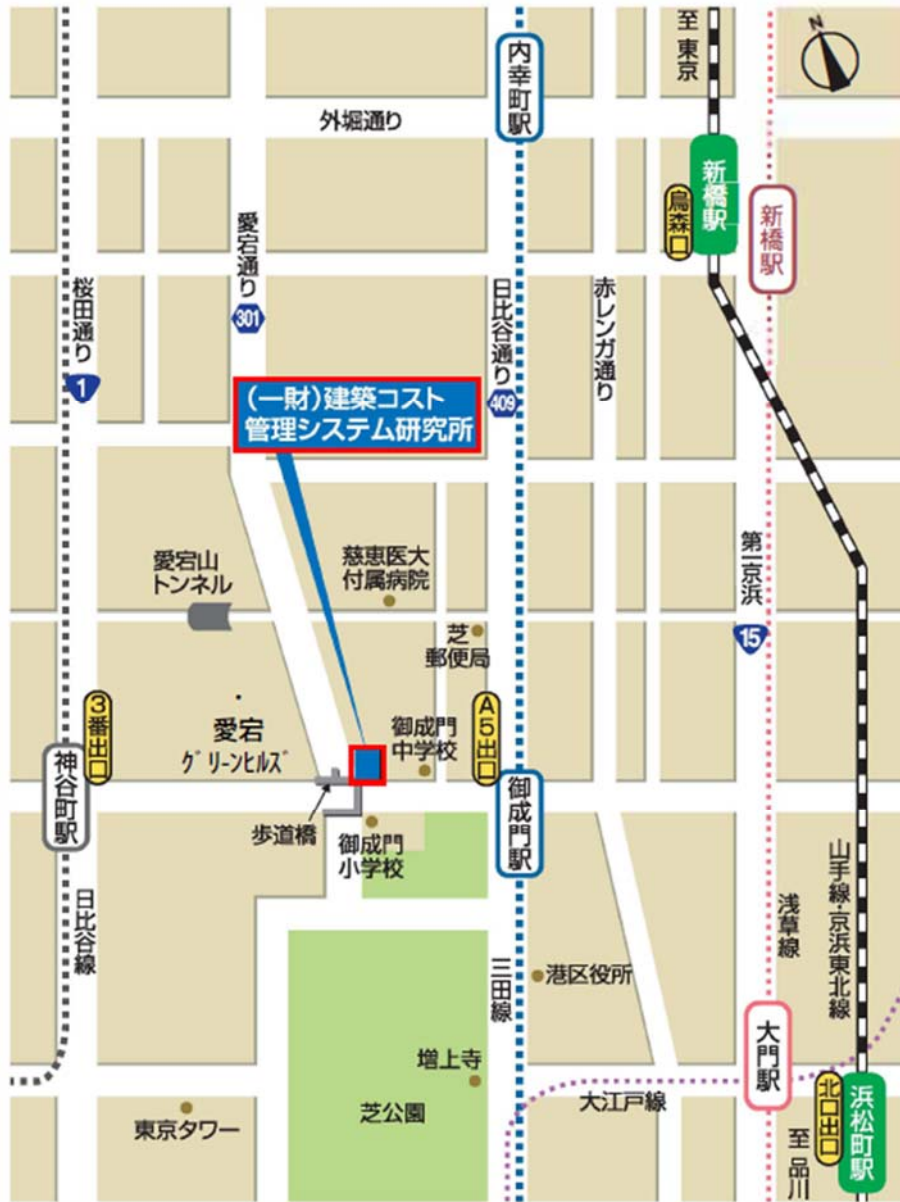 至 東京
N
内幸町駅
外堀通り
新橋駅
烏森口
新橋駅
愛宕通り
301
桜田通り
1
日比谷通り
409
赤レンガ通り
(一財)建築コスト
管理システム研究所
愛宕山
トンネル
慈恵医大
付属病院
第一京浜
15
芝
郵便局
3番出口
神谷町駅
愛宕
グリーンヒルズ
御成門
中学校
A5出口
御成門駅
歩道橋
御成門
小学校
日比谷線
三田線
港区役所
浅草線
山手線・京浜東北線
大門駅
増上寺
芝公園
大江戸線
東京タワー
北口出口
浜松町駅
至 品川